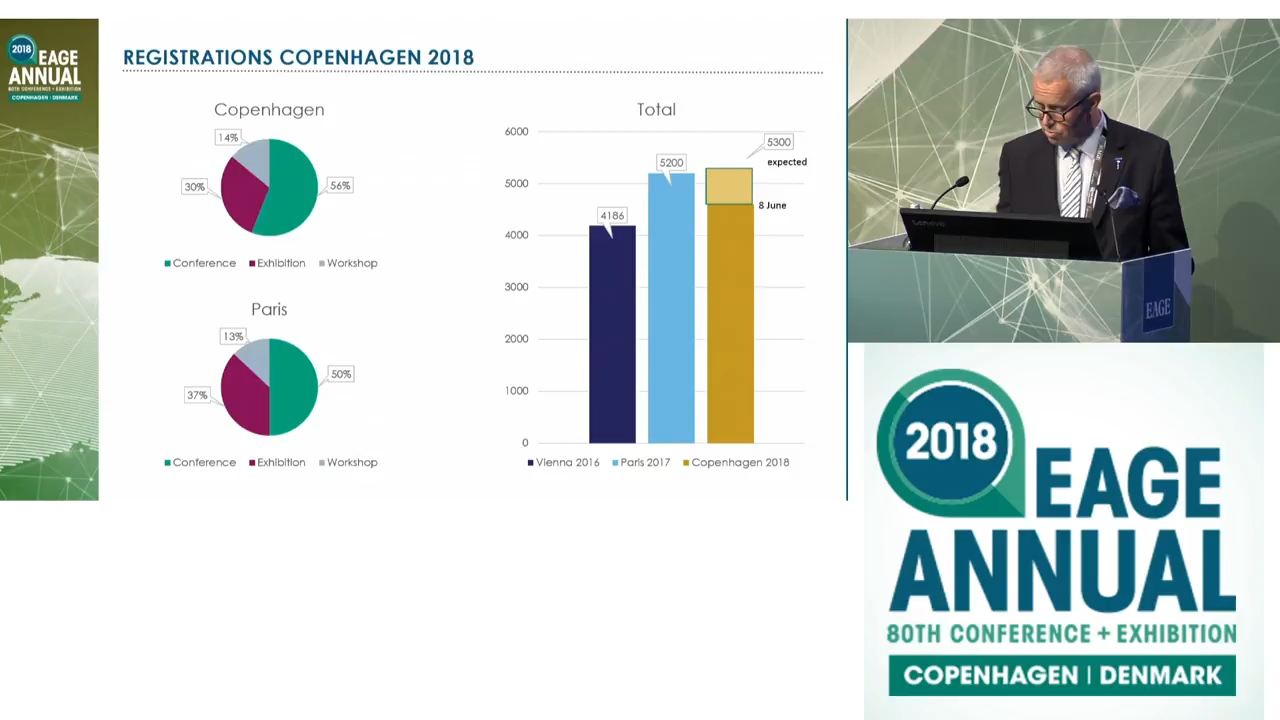 2018
EAGE
ANNUAL
80TH CONFERENCE + EXHIBITION
COPENHAGEN | DENMARK
REGISTRATIONS COPENHAGEN 2018
Copenhagen
14%
30%
56%
Conference
Exhibition
Workshop
Paris
13%
37%
50%
Conference
Exhibition
Workshop
Total
6000
5000
4000
3000
2000
1000
0
4186
5200
5300
expected
8 June
Vienna 2016
Paris 2017
Copenhagen 2018
Lenovo
EAGE
2018
EAGE
ANNUAL
80TH CONFERENCE + EXHIBITION
COPENHAGEN | DENMARK